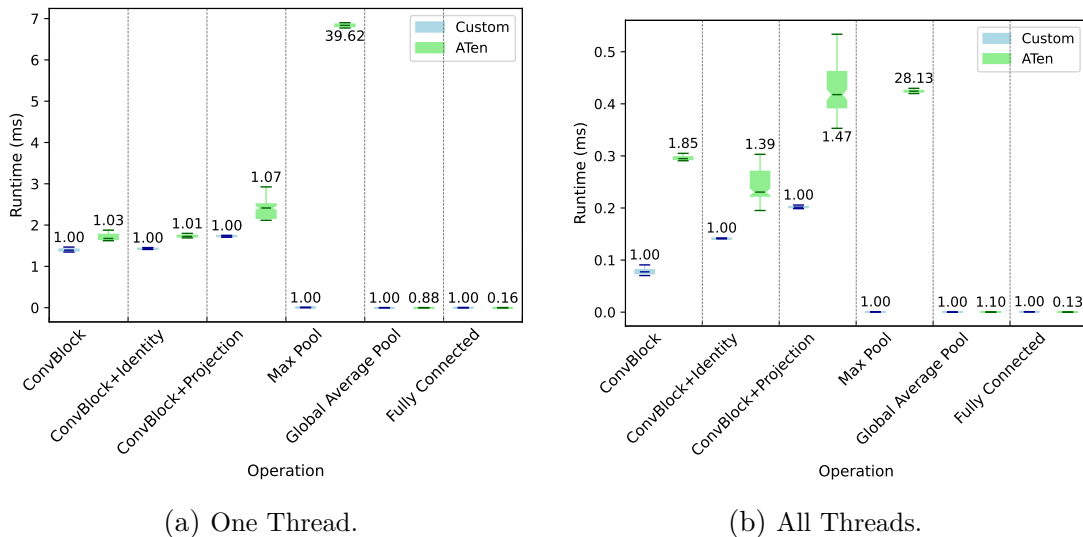 7
6
5
4
3
2
1
0
Runtime (ms)
Custom
ATen
1.00
1.03
1.00
1.01
1.00
1.07
1.00
39.62
1.00
0.88
1.00
0.16
ConvBlock
ConvBlock+Identity
ConvBlock+Projection
Max Pool
Global Average Pool
Fully Connected
Operation
(a) One Thread.
0.5
0.4
0.3
0.2
0.1
0.0
Runtime (ms)
Custom
ATen
1.00
1.85
1.00
1.39
1.00
1.47
1.00
28.13
1.00
1.10
1.00
0.13
ConvBlock
ConvBlock+Identity
ConvBlock+Projection
Max Pool
Global Average Pool
Fully Connected
Operation
(b) All Threads.